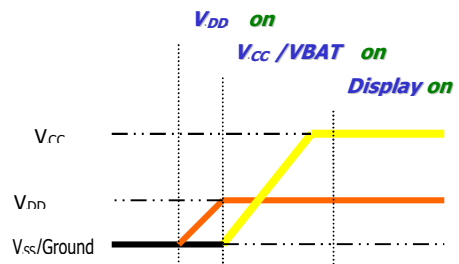 VDD on
VCC /VBAT on
Display on
VCC
VDD
VSS/Ground